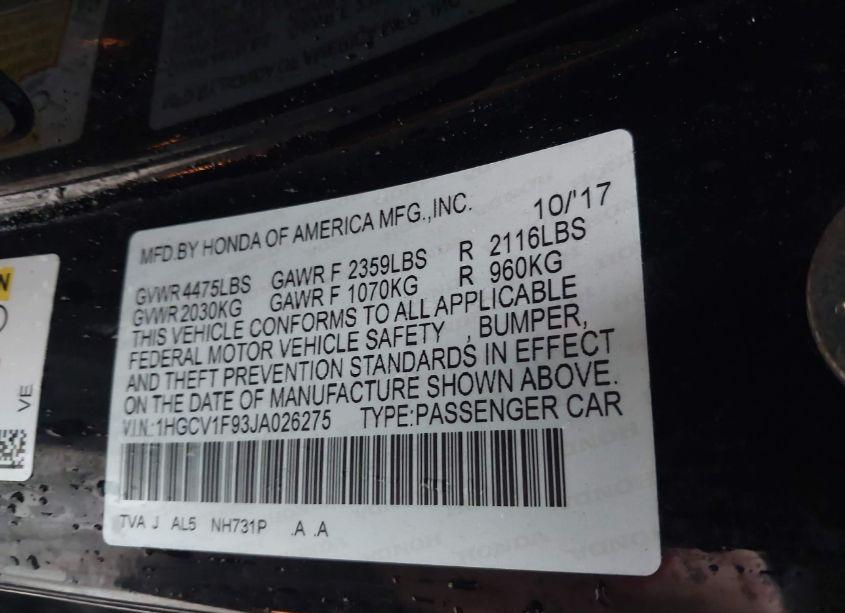 MFD.BY HONDA OF AMERICA MFG.,INC. 10/'17
GVWR 4475LBS GAWR F 2359LBS R 2116LBS
GVWR 2030KG GAWR F 1070KG R 960KG
THIS VEHICLE CONFORMS TO ALL APPLICABLE
FEDERAL MOTOR VEHICLE SAFETY , BUMPER,
AND THEFT PREVENTION STANDARDS IN EFFECT
ON THE DATE OF MANUFACTURE SHOWN ABOVE.
V.I.N.:1HGCV1F93JA026275 TYPE:PASSENGER CAR
TVA J AL5 NH731P .A .A
VE